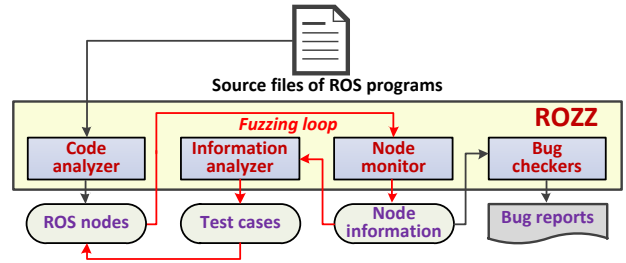 Source files of ROS programs
ROZZ
Fuzzing loop
Code
analyzer
Information
analyzer
Node
monitor
Bug
checkers
ROS nodes
Test cases
Node
information
Bug reports